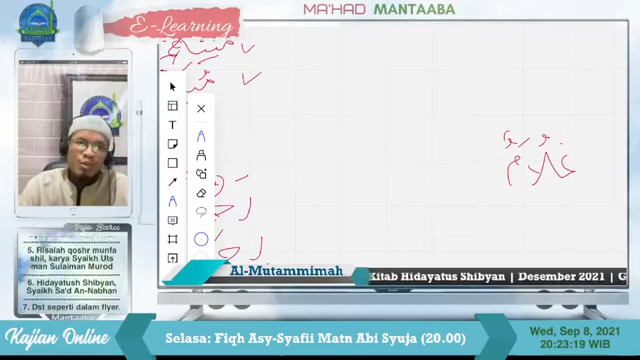 MA'HAD MANTAABA
E-Learning
غلام
Info Baru
5. Risalah qoshr munfa
shil, karya Syaikh Uts
man Sulaiman Murod
6. Hidayatush Shibyan,
Syaikh Sa'd An-Nabhan
7. Dst seperti dalam flyer.
Al-Mutammimah
Kitab Hidayatus Shibyan | Desember 2021 | G
Kajian Online
Selasa: Fiqh Asy-Syafii Matn Abi Syuja (20.00)
Wed, Sep 8, 2021
20:23:19 WIB